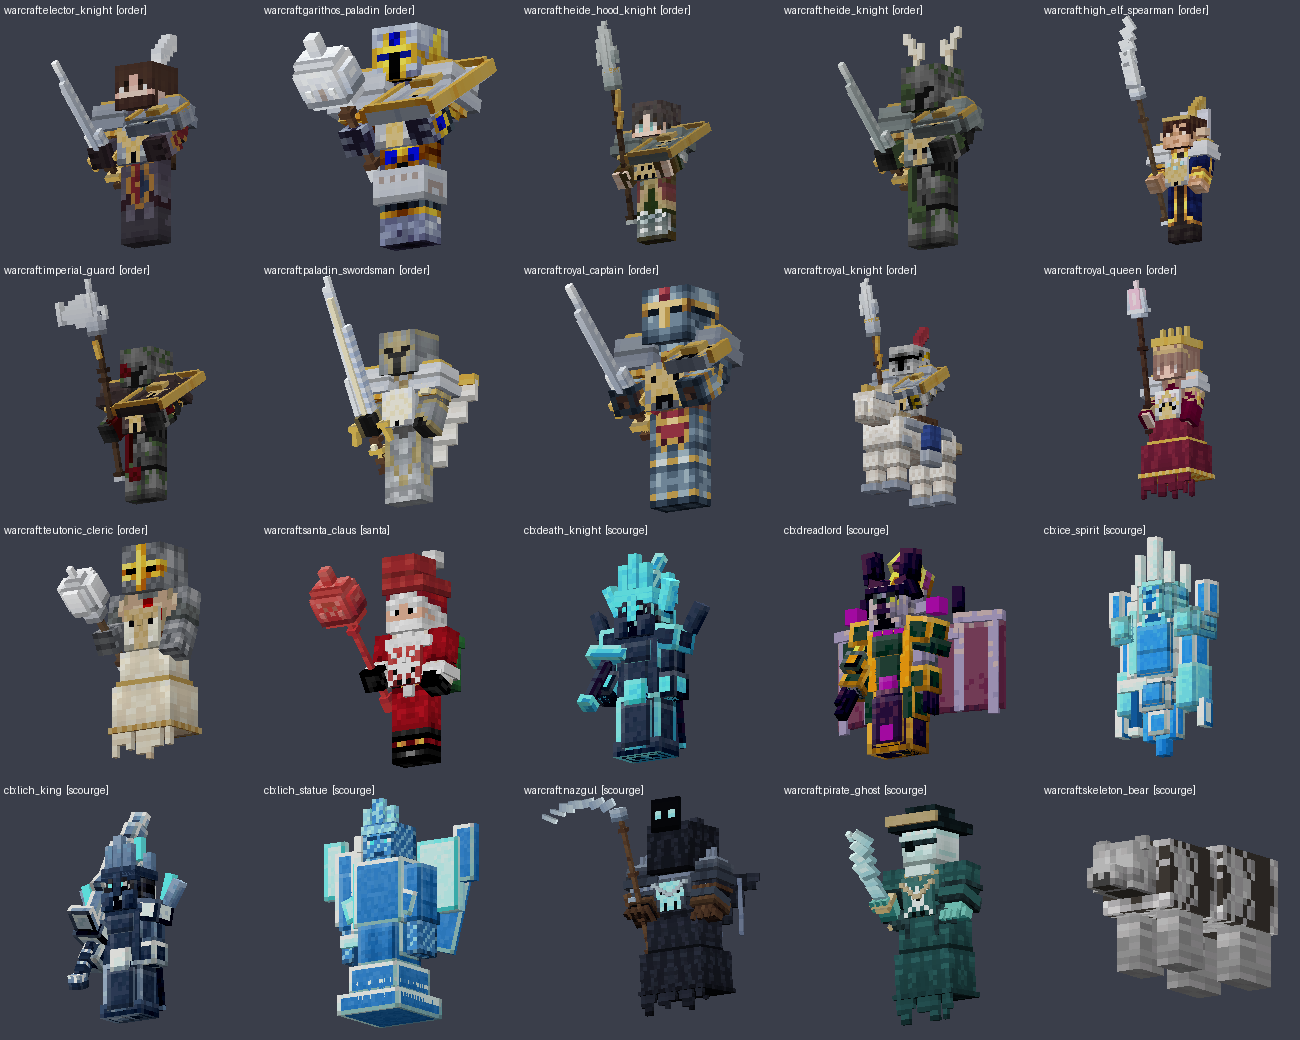 warcraft:elector_knight [order]
warcraft:garithos_paladin [order]
warcraft:heide_hood_knight [order]
warcraft:heide_knight [order]
warcraft:high_elf_spearman [order]
warcraft:imperial_guard [order]
warcraft:paladin_swordsman [order]
warcraft:royal_captain [order]
warcraft:royal_knight [order]
warcraft:royal_queen [order]
warcraft:teutonic_cleric [order]
warcraft:santa_claus [santa]
cb:death_knight [scourge]
cb:dreadlord [scourge]
cb:ice_spirit [scourge]
cb:lich_king [scourge]
cb:lich_statue [scourge]
warcraft:nazgul [scourge]
warcraft:pirate_ghost [scourge]
warcraft:skeleton_bear [scourge]